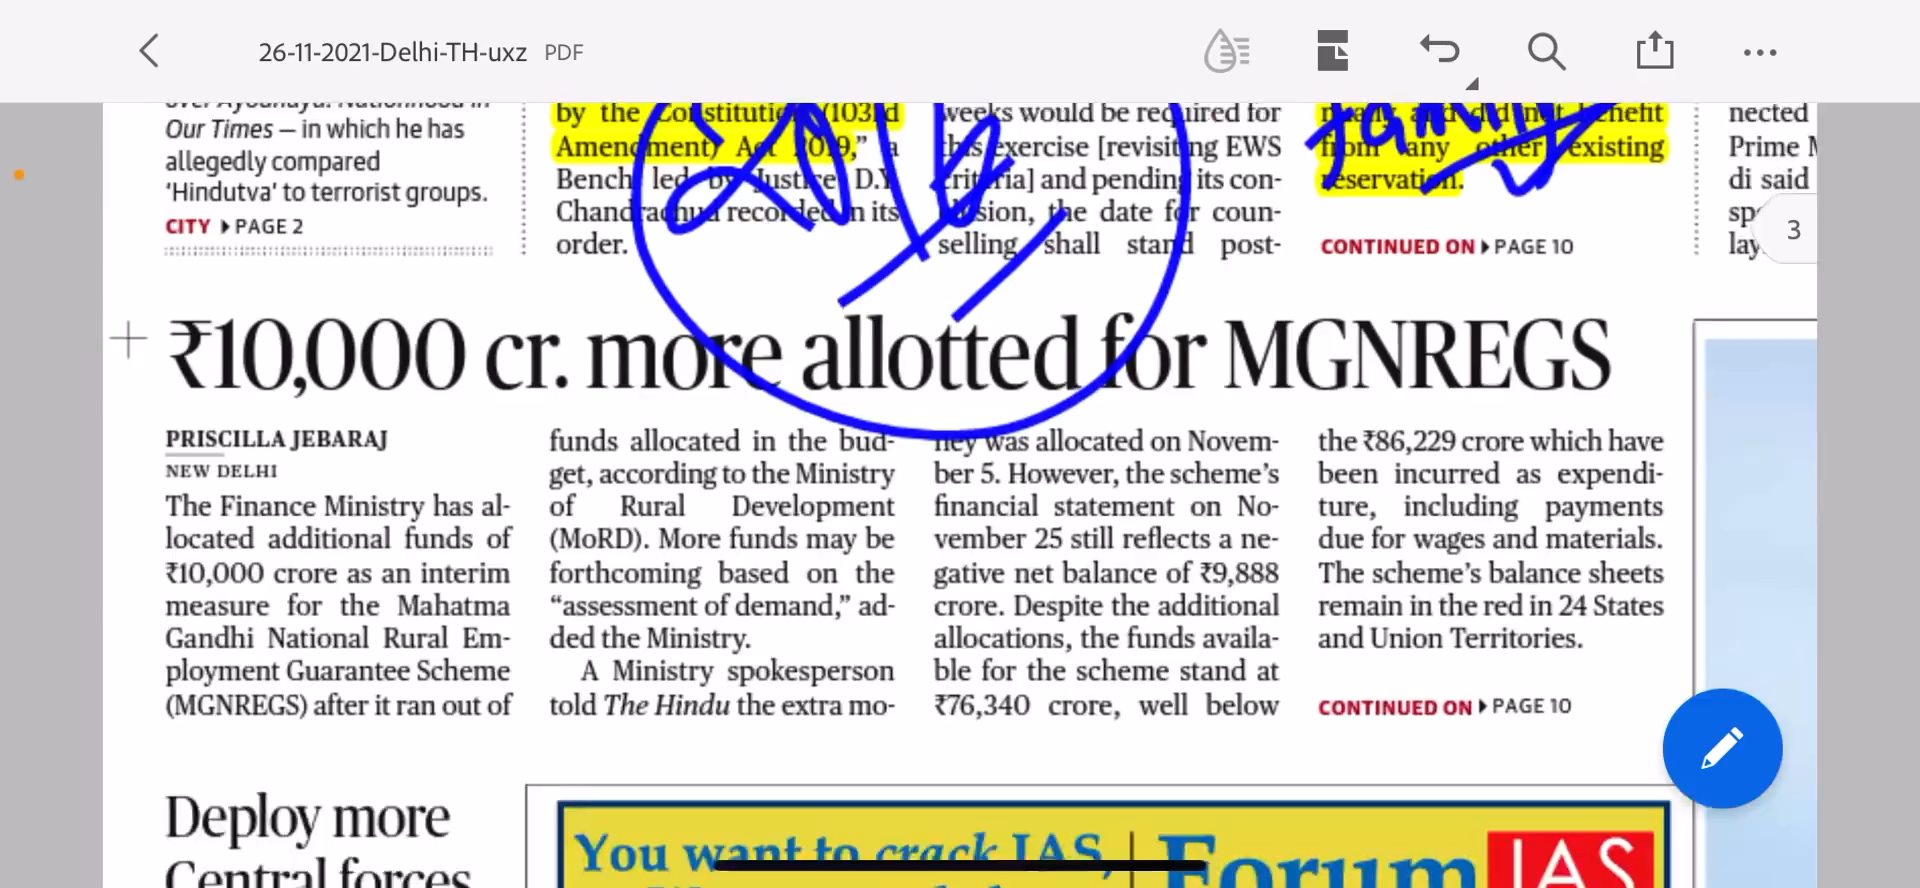 26-11-2021-Delhi-TH-uxz PDF
Our Times – in which he has
allegedly compared
'Hindutva' to terrorist groups.
CITY PAGE 2
by the Constitution (103rd
Amendment) Act 2019," a
Bench led by Justice D.Y.
Chandrachud recorded in its
order.
weeks would be required for
this exercise [revisiting EWS
criteria] and pending its con-
the date for coun-
selling shall stand post-
family
from any other existing
reservation.
CONTINUED ON PAGE 10
nected
Prime
di said
3
₹10,000 cr. more allotted for MGNREGS
PRISCILLA JEBARAJ
NEW DELHI
The Finance Ministry has al-
located additional funds of
₹10,000 crore as an interim
measure for the Mahatma
Gandhi National Rural Em-
ployment Guarantee Scheme
(MGNREGS) after it ran out of
funds allocated in the bud-
get, according to the Ministry
of Rural Development
(MoRD). More funds may be
forthcoming based on the
“assessment of demand,” ad-
ded the Ministry.
A Ministry spokesperson
told The Hindu the extra mo-
ney was allocated on Novem-
ber 5. However, the scheme's
financial statement on No-
vember 25 still reflects a ne-
gative net balance of ₹9,888
crore. Despite the additional
allocations, the funds availa-
ble for the scheme stand at
₹76,340 crore, well below
the ₹86,229 crore which have
been incurred as expendi-
ture, including payments
due for wages and materials.
The scheme's balance sheets
remain in the red in 24 States
and Union Territories.
CONTINUED ON PAGE 10
Deploy more
Central forces
You want to crack IAS,
Forum IAS